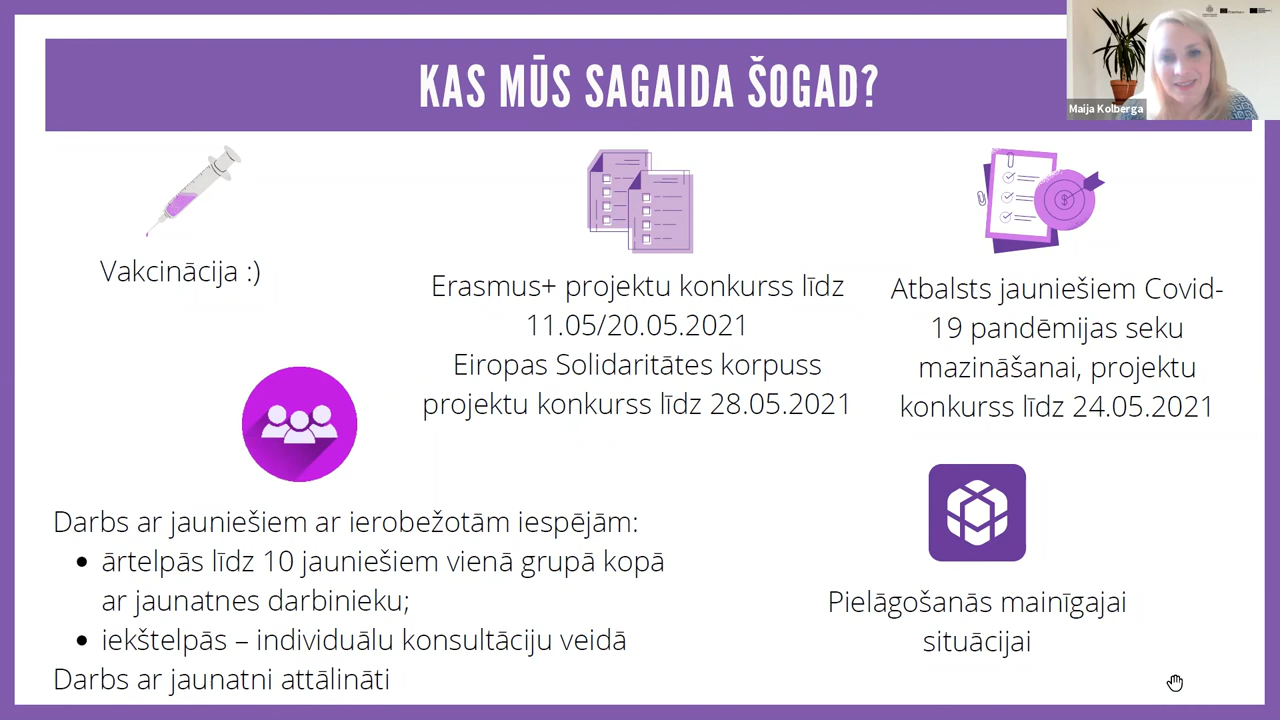 KAS MŪS SAGAIDA ŠOGAD?
Maija Kolberga
Vakcinācija :)
Erasmus+ projektu konkurss līdz
11.05/20.05.2021
Eiropas Solidaritātes korpuss
projektu konkurss līdz 28.05.2021
Atbalsts jauniešiem Covid-
19 pandēmijas seku
mazināšanai, projektu
konkurss līdz 24.05.2021
Darbs ar jauniešiem ar ierobežotām iespējām:
• ārtelpās līdz 10 jauniešiem vienā grupā kopā
ar jaunatnes darbinieku;
• iekštelpās – individuālu konsultāciju veidā
Darbs ar jaunatni attālināti
Pielāgošanās mainīgajai
situācijai